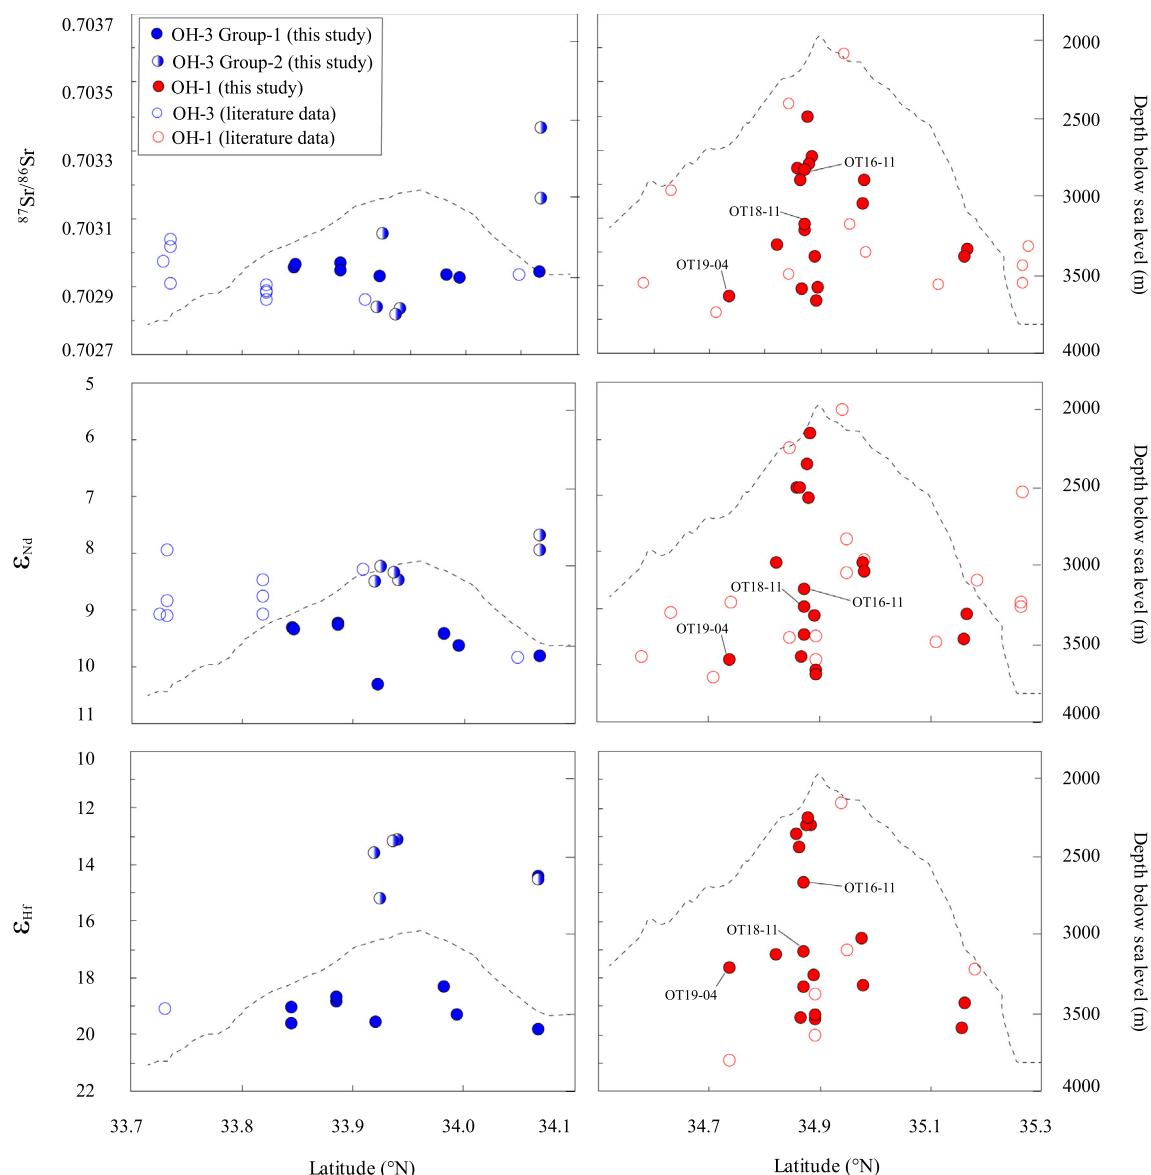 0.7037
0.7035
0.7033
0.7031
0.7029
0.7027
87Sr/86Sr
OH-3 Group-1 (this study)
OH-3 Group-2 (this study)
OH-1 (this study)
OH-3 (literature data)
OH-1 (literature data)
OT16-11
OT18-11
OT19-04
2000
2500
3000
3500
4000
Depth below sea level (m)
5
6
7
8
9
10
11
εNd
OT18-11
OT16-11
OT19-04
2000
2500
3000
3500
4000
Depth below sea level (m)
10
12
14
16
18
20
22
εHf
OT16-11
OT18-11
OT19-04
2000
2500
3000
3500
4000
Depth below sea level (m)
33.7 33.8 33.9 34.0 34.1
34.7 34.9 35.1 35.3
Latitude (°N)
Latitude (°N)